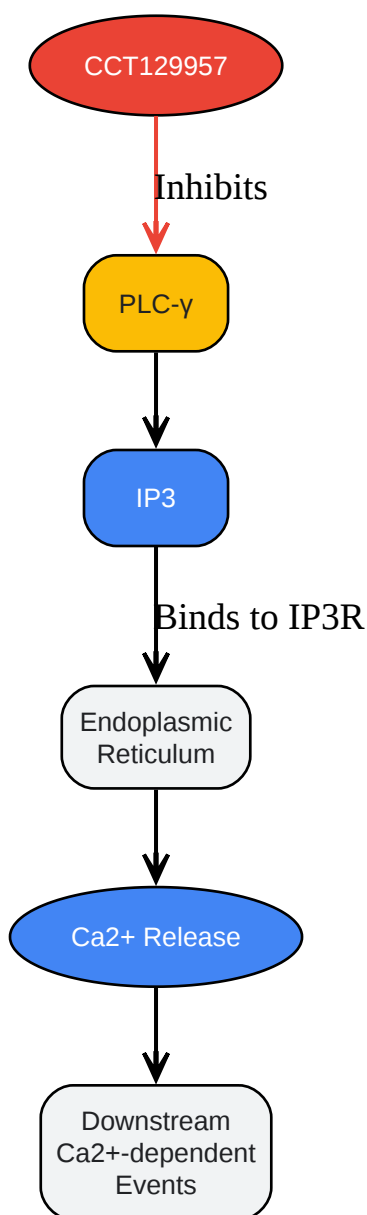 CCT129957
Inhibits
PLC-γ
IP3
Binds to IP3R
Endoplasmic
Reticulum
Ca2+ Release
Downstream
Ca2+-dependent
Events